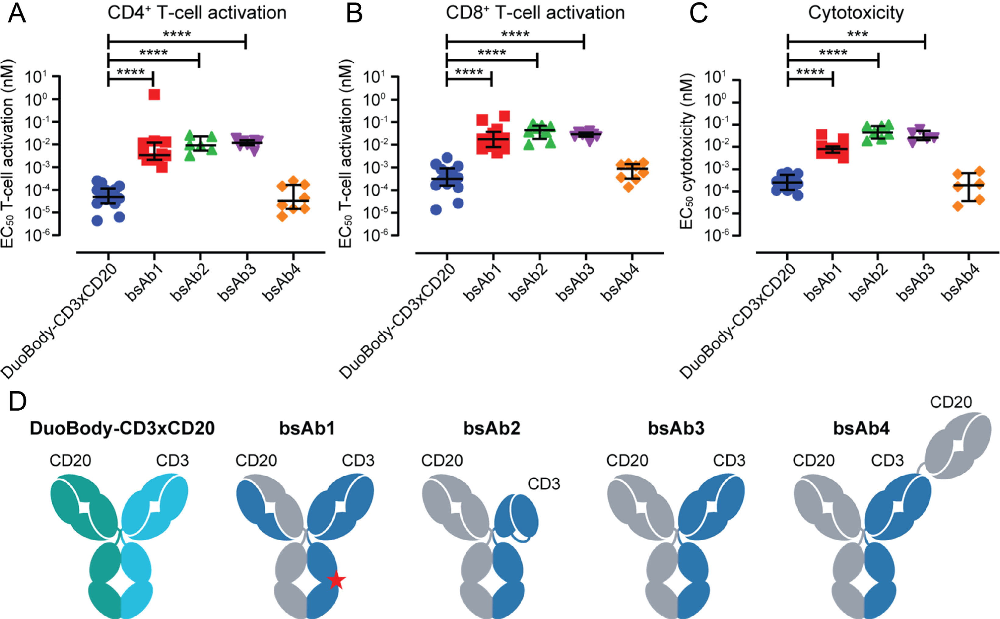 A
CD4⁺ T-cell activation
****
****
****
EC₅₀ T-cell activation (nM)
10¹
10⁰
10⁻¹
10⁻²
10⁻³
10⁻⁴
10⁻⁵
10⁻⁶
DuoBody-CD3xCD20
bsAb1
bsAb2
bsAb3
bsAb4
B
CD8⁺ T-cell activation
****
****
****
EC₅₀ T-cell activation (nM)
10¹
10⁰
10⁻¹
10⁻²
10⁻³
10⁻⁴
10⁻⁵
10⁻⁶
DuoBody-CD3xCD20
bsAb1
bsAb2
bsAb3
bsAb4
C
Cytotoxicity
***
****
****
EC₅₀ cytotoxicity (nM)
10¹
10⁰
10⁻¹
10⁻²
10⁻³
10⁻⁴
10⁻⁵
10⁻⁶
DuoBody-CD3xCD20
bsAb1
bsAb2
bsAb3
bsAb4
D
DuoBody-CD3xCD20
CD20 CD3
bsAb1
CD20 CD3
bsAb2
CD20
CD3
bsAb3
CD20 CD3
CD20
bsAb4
CD20 CD3